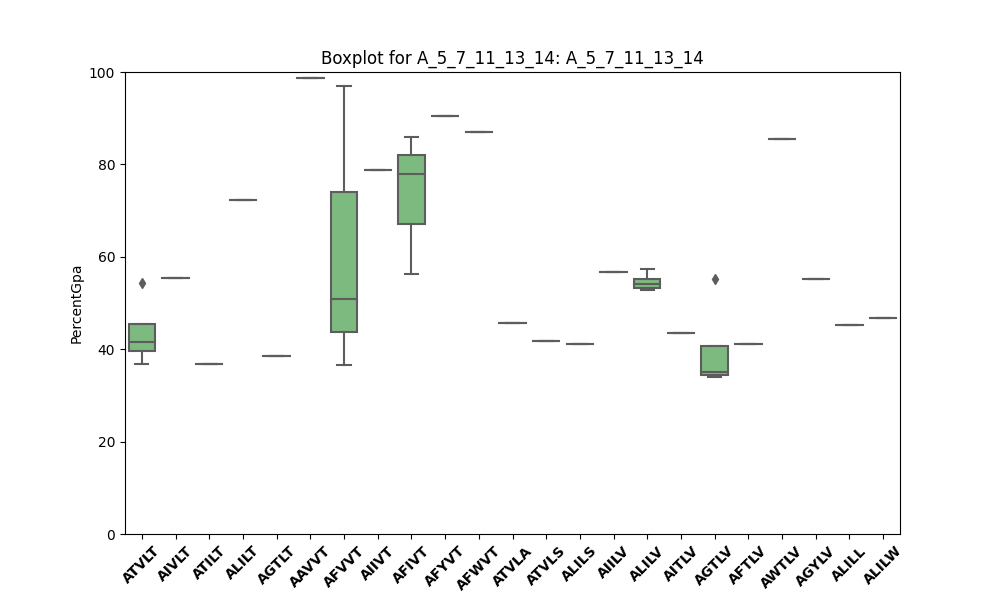 Boxplot for A_5_7_11_13_14: A_5_7_11_13_14
100
80
60
40
20
0
PercentGpa
ATVLT AIVLT ATILT ALILT AGTLT AAVVT AFVVT AIIVT AFIVT AFYVT AFWVT ATVLA ATVLS ALILS AIILV ALILV AITLV AGTLV AFTLV AWTLV AGYLV ALILL ALILW